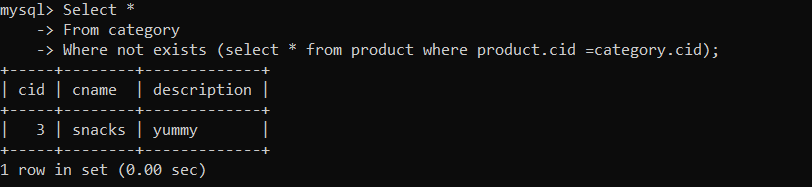 mysql> Select *
    -> From category
    -> Where not exists (select * from product where product.cid =category.cid);
+-----+--------+-------------+
| cid | cname  | description |
+-----+--------+-------------+
|   3 | snacks | yummy       |
+-----+--------+-------------+
1 row in set (0.00 sec)